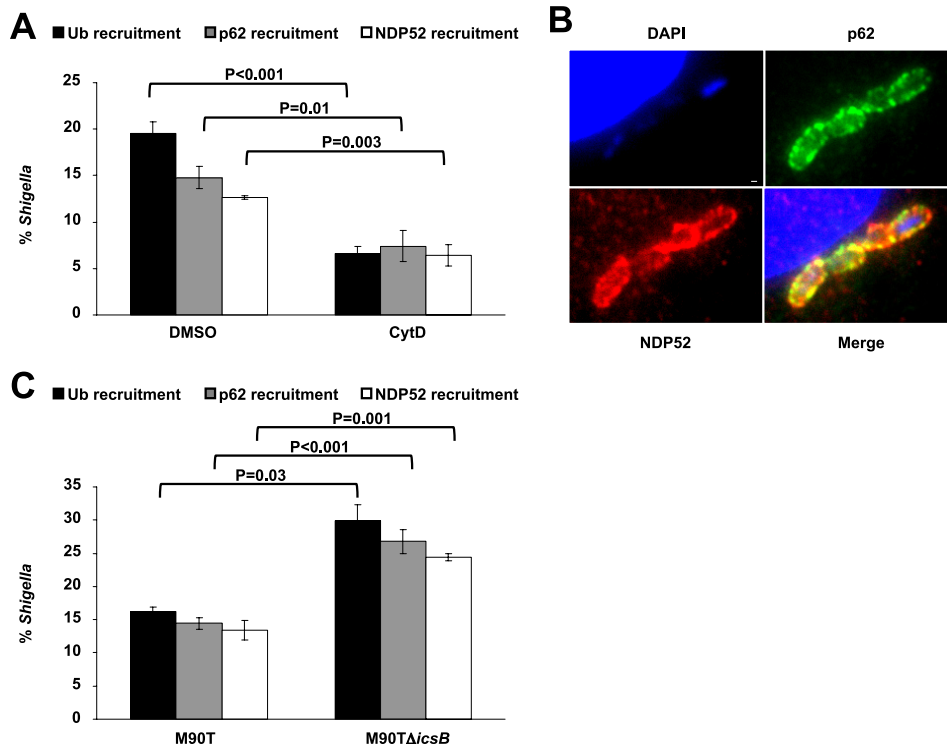 A
Ub recruitment p62 recruitment NDP52 recruitment
P<0.001
P=0.01
P=0.003
25
20
15
10
5
0
% Shigella
DMSO CytD
B
DAPI p62
NDP52 Merge
C
Ub recruitment p62 recruitment NDP52 recruitment
P=0.001
P<0.001
P=0.03
35
30
25
20
15
10
5
0
% Shigella
M90T M90TΔicsB